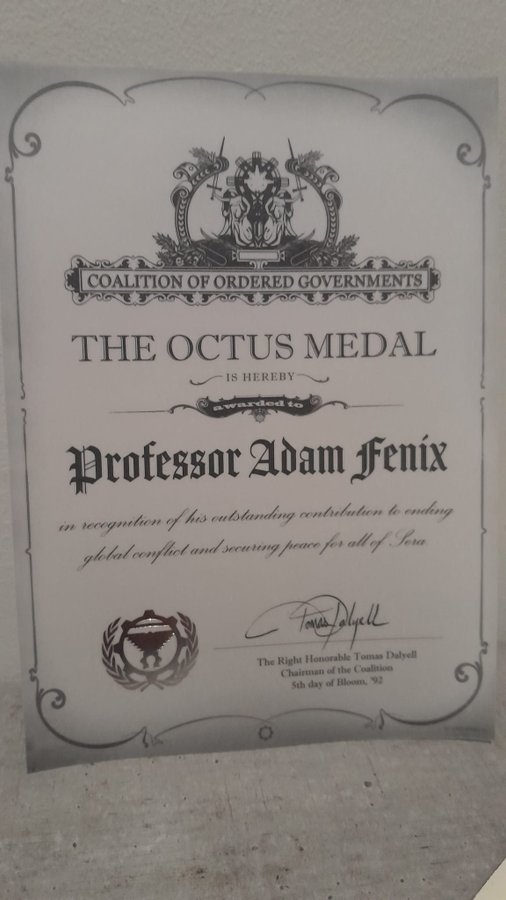 COALITION OF ORDERED GOVERNMENTS
THE OCTUS MEDAL
IS HEREBY
awarded to
Professor Adam Fenix
in recognition of his outstanding contribution to ending
global conflict and securing peace for all of Sera
Tomas Dalyell
The Right Honorable Tomas Dalyell
Chairman of the Coalition
5th day of Bloom, '92